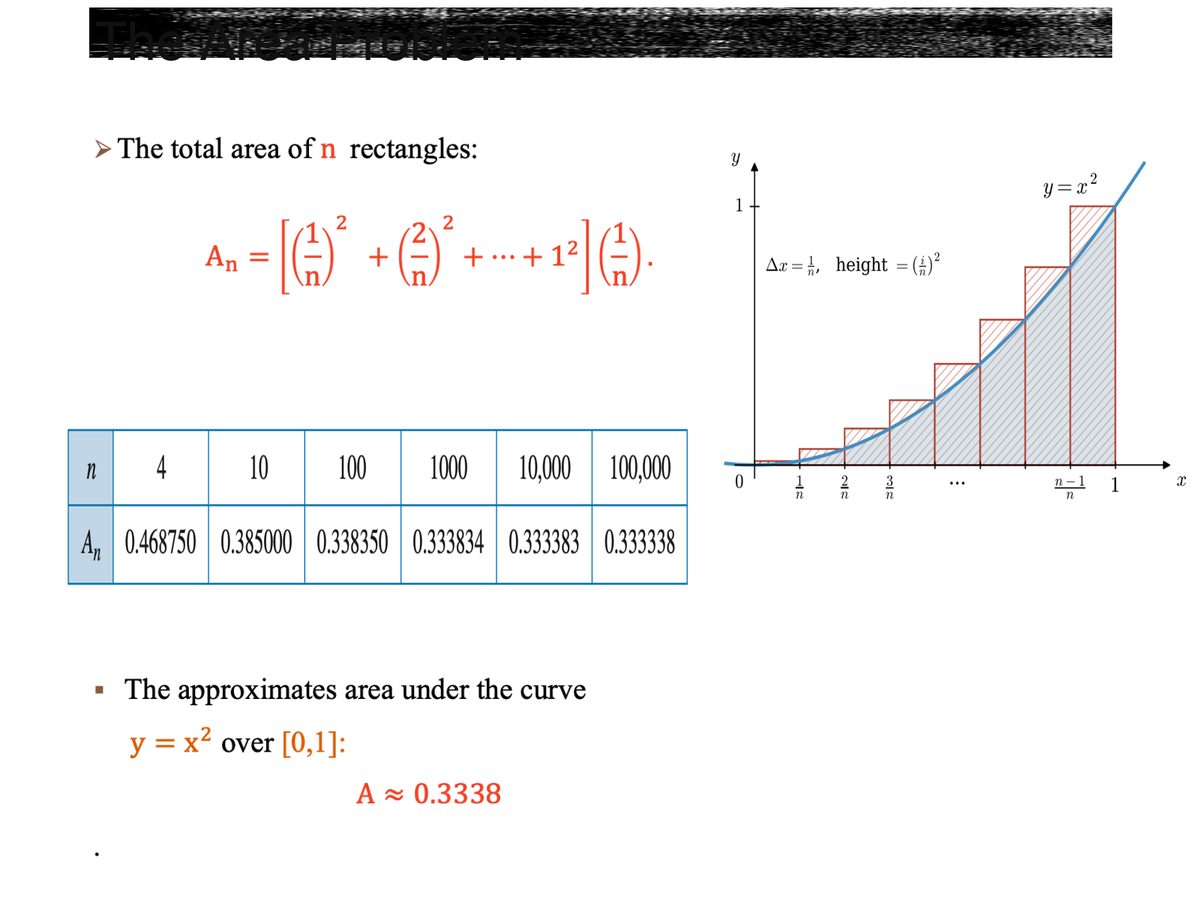 The Area Problem
➢ The total area of n rectangles:
Aₙ = [(1/n)² + (2/n)² + ⋯ + 1²](1/n).
y
y = x²
1
Δx = 1/n, height = (i/n)²
0 1/n 2/n 3/n ⋯ n−1/n 1 x
n 4 10 100 1000 10,000 100,000
Aₙ 0.468750 0.385000 0.338350 0.333834 0.333383 0.333338
▪ The approximates area under the curve
y = x² over [0,1]:
A ≈ 0.3338
.